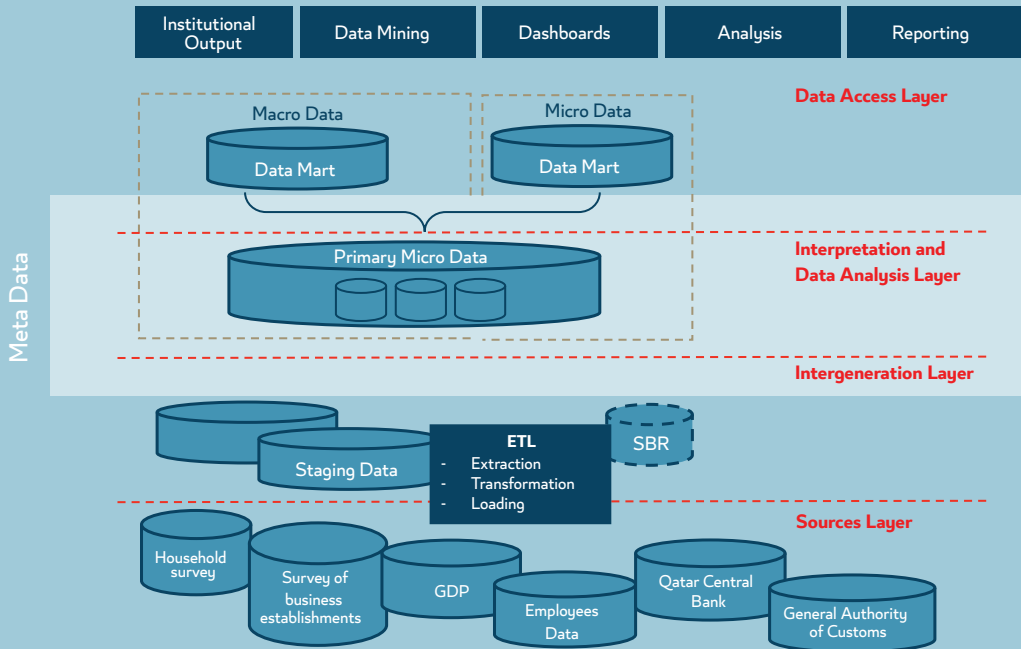 Institutional
Output
Data Mining
Dashboards
Analysis
Reporting
Data Access Layer
Macro Data
Micro Data
Data Mart
Data Mart
Meta Data
Primary Micro Data
Interpretation and
Data Analysis Layer
Intergeneration Layer
Staging Data
ETL
- Extraction
- Transformation
- Loading
SBR
Sources Layer
Household
survey
Survey of
business
establishments
GDP
Employees
Data
Qatar Central
Bank
General Authority
of Customs